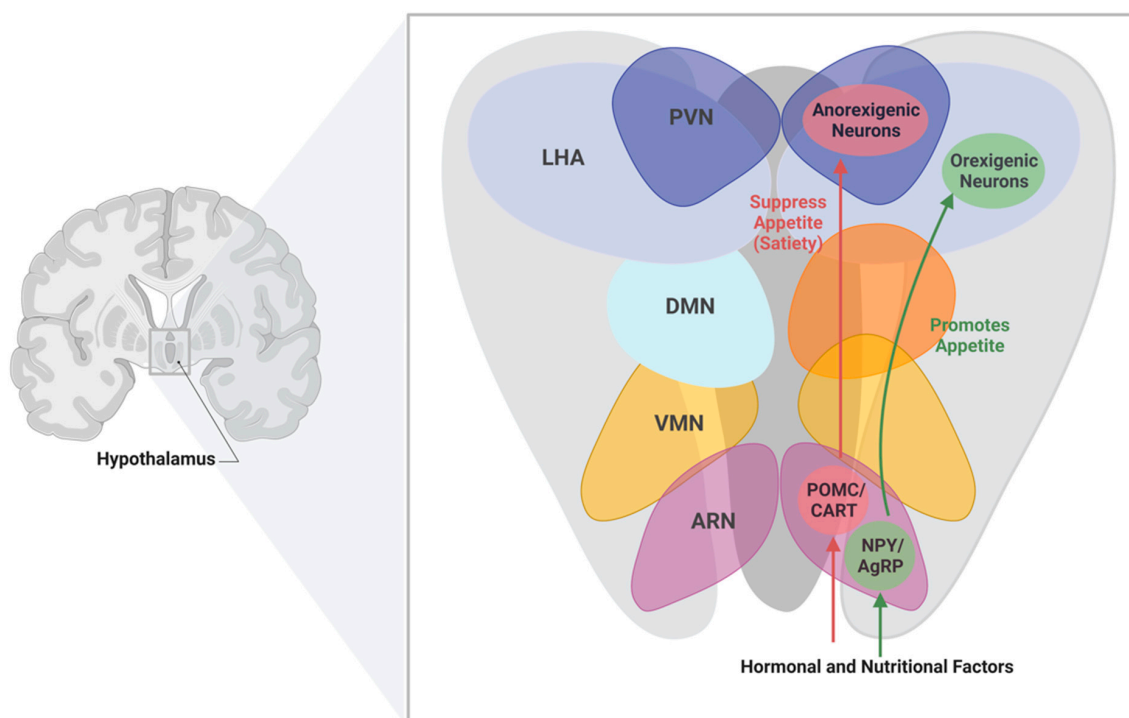 PVN
Anorexigenic
Neurons
LHA
Orexigenic
Neurons
Suppress
Appetite
(Satiety)
DMN
Promotes
Appetite
VMN
Hypothalamus
POMC/
CART
ARN
NPY/
AgRP
Hormonal and Nutritional Factors